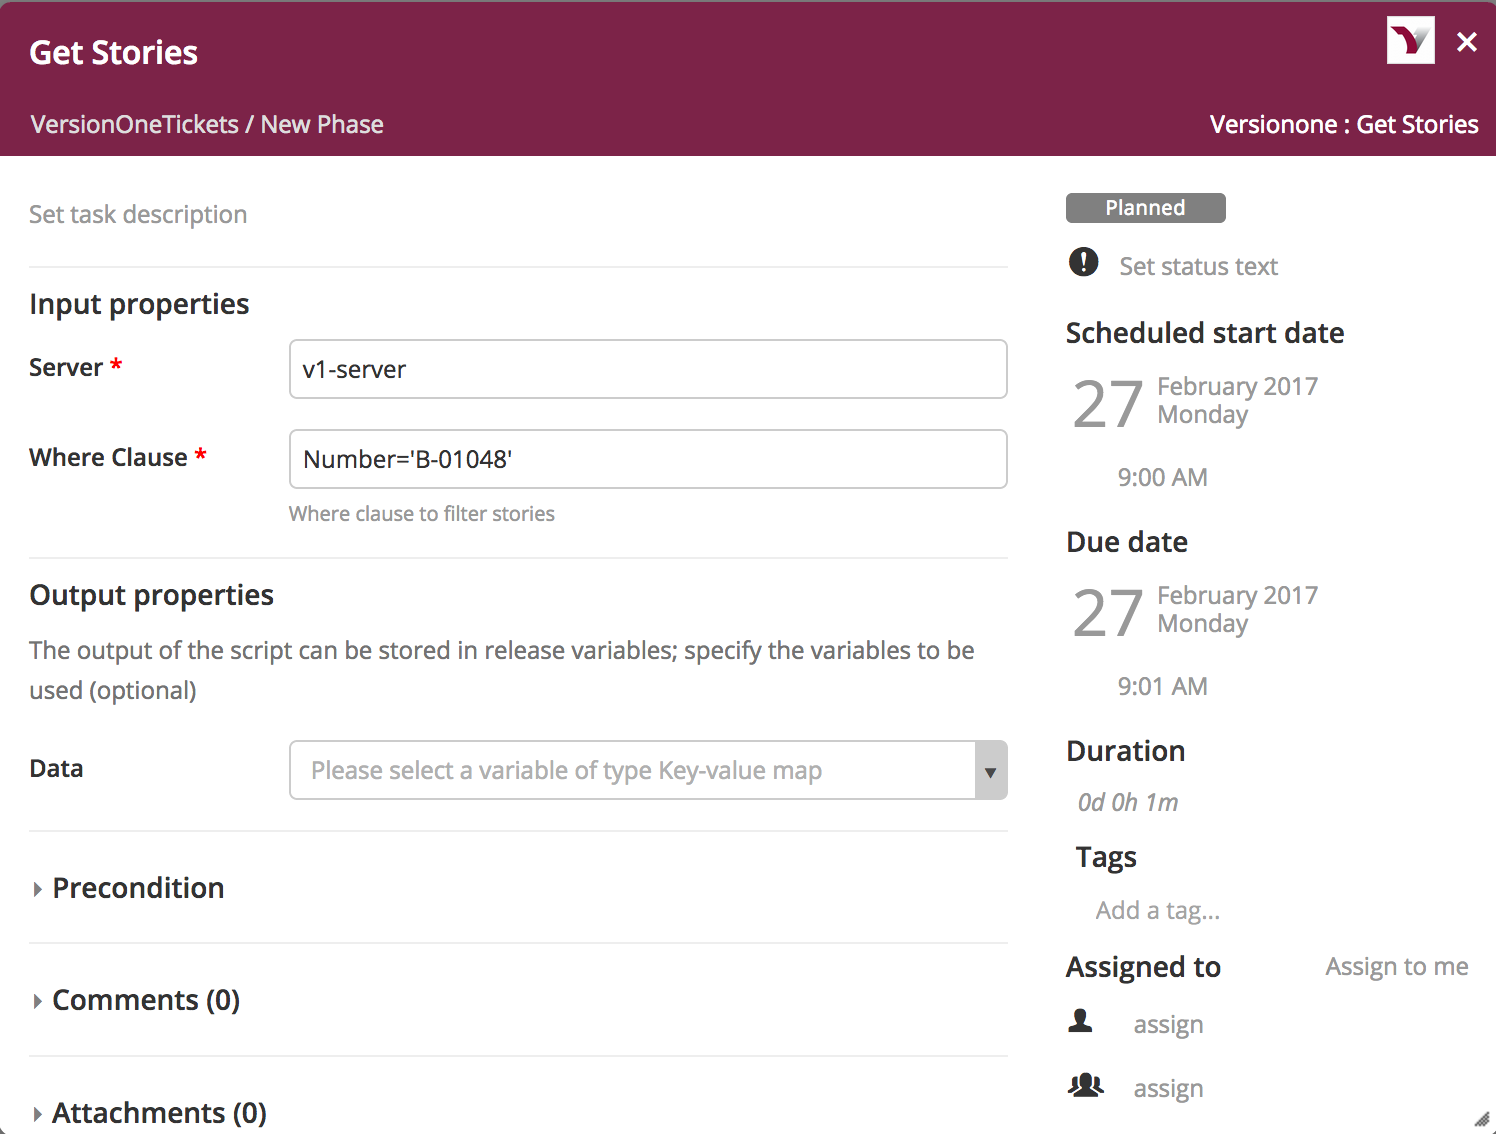 Get Stories
VersionOneTickets / New Phase
Versionone : Get Stories
Set task description
Input properties
Server *
v1-server
Where Clause *
Number='B-01048'
Where clause to filter stories
Output properties
The output of the script can be stored in release variables; specify the variables to be
used (optional)
Data
Please select a variable of type Key-value map
Precondition
Comments (0)
Attachments (0)
Planned
Set status text
Scheduled start date
27
February 2017
Monday
9:00 AM
Due date
27
February 2017
Monday
9:01 AM
Duration
0d 0h 1m
Tags
Add a tag...
Assigned to
Assign to me
assign
assign